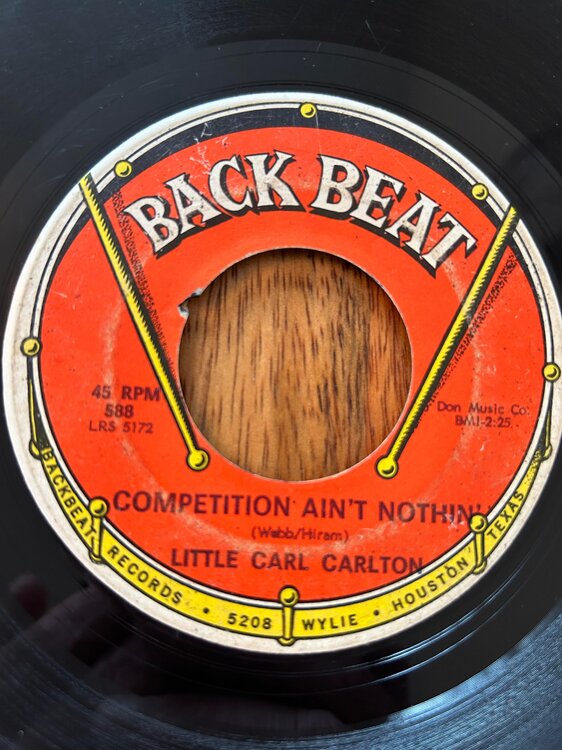 BACK BEAT
45 RPM
588
LRS 5172
Don Music Co.
BMI-2:25
COMPETITION AIN'T NOTHIN'
(Webb/Hiram)
LITTLE CARL CARLTON
BACKBEAT RECORDS • 5208 WYLIE • HOUSTON TEXAS